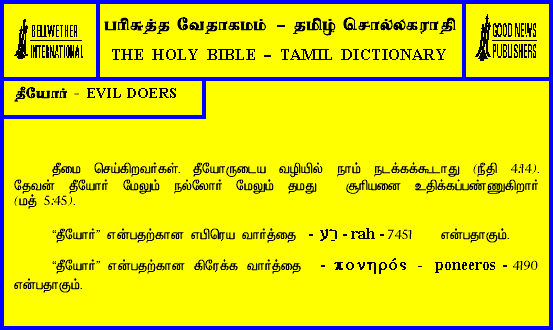 BELLWETHER
INTERNATIONAL
பரிசுத்த வேதாகமம் – தமிழ் சொல்லகராதி
THE HOLY BIBLE – TAMIL DICTIONARY
GOOD NEWS
PUBLISHERS
தீயோர் - EVIL DOERS
தீமை செய்கிறவர்கள். தீயோருடைய வழியில் நாம் நடக்கக்கூடாது (நீதி 4:14).
தேவன் தீயோர் மேலும் நல்லோர் மேலும் தமது சூரியனை உதிக்கப்பண்ணுகிறார்
(மத் 5:45).
“தீயோர்” என்பதற்கான எபிரெய வார்த்தை - רַע - rah - 7451 என்பதாகும்.
“தீயோர்” என்பதற்கான கிரேக்க வார்த்தை - πονηρός - poneeros - 4190
என்பதாகும்.